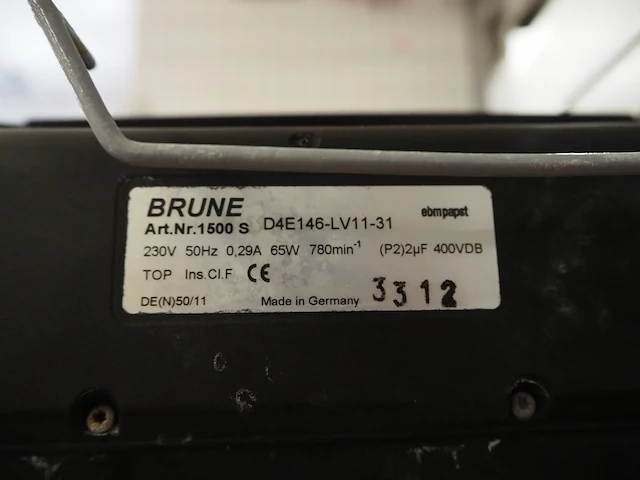 BRUNE
Art.Nr.1500 S D4E146-LV11-31 ebmpapst
230V 50Hz 0,29A 65W 780min⁻¹ (P2)2µF 400VDB
TOP Ins.Cl.F CE
DE(N)50/11 Made in Germany 3312